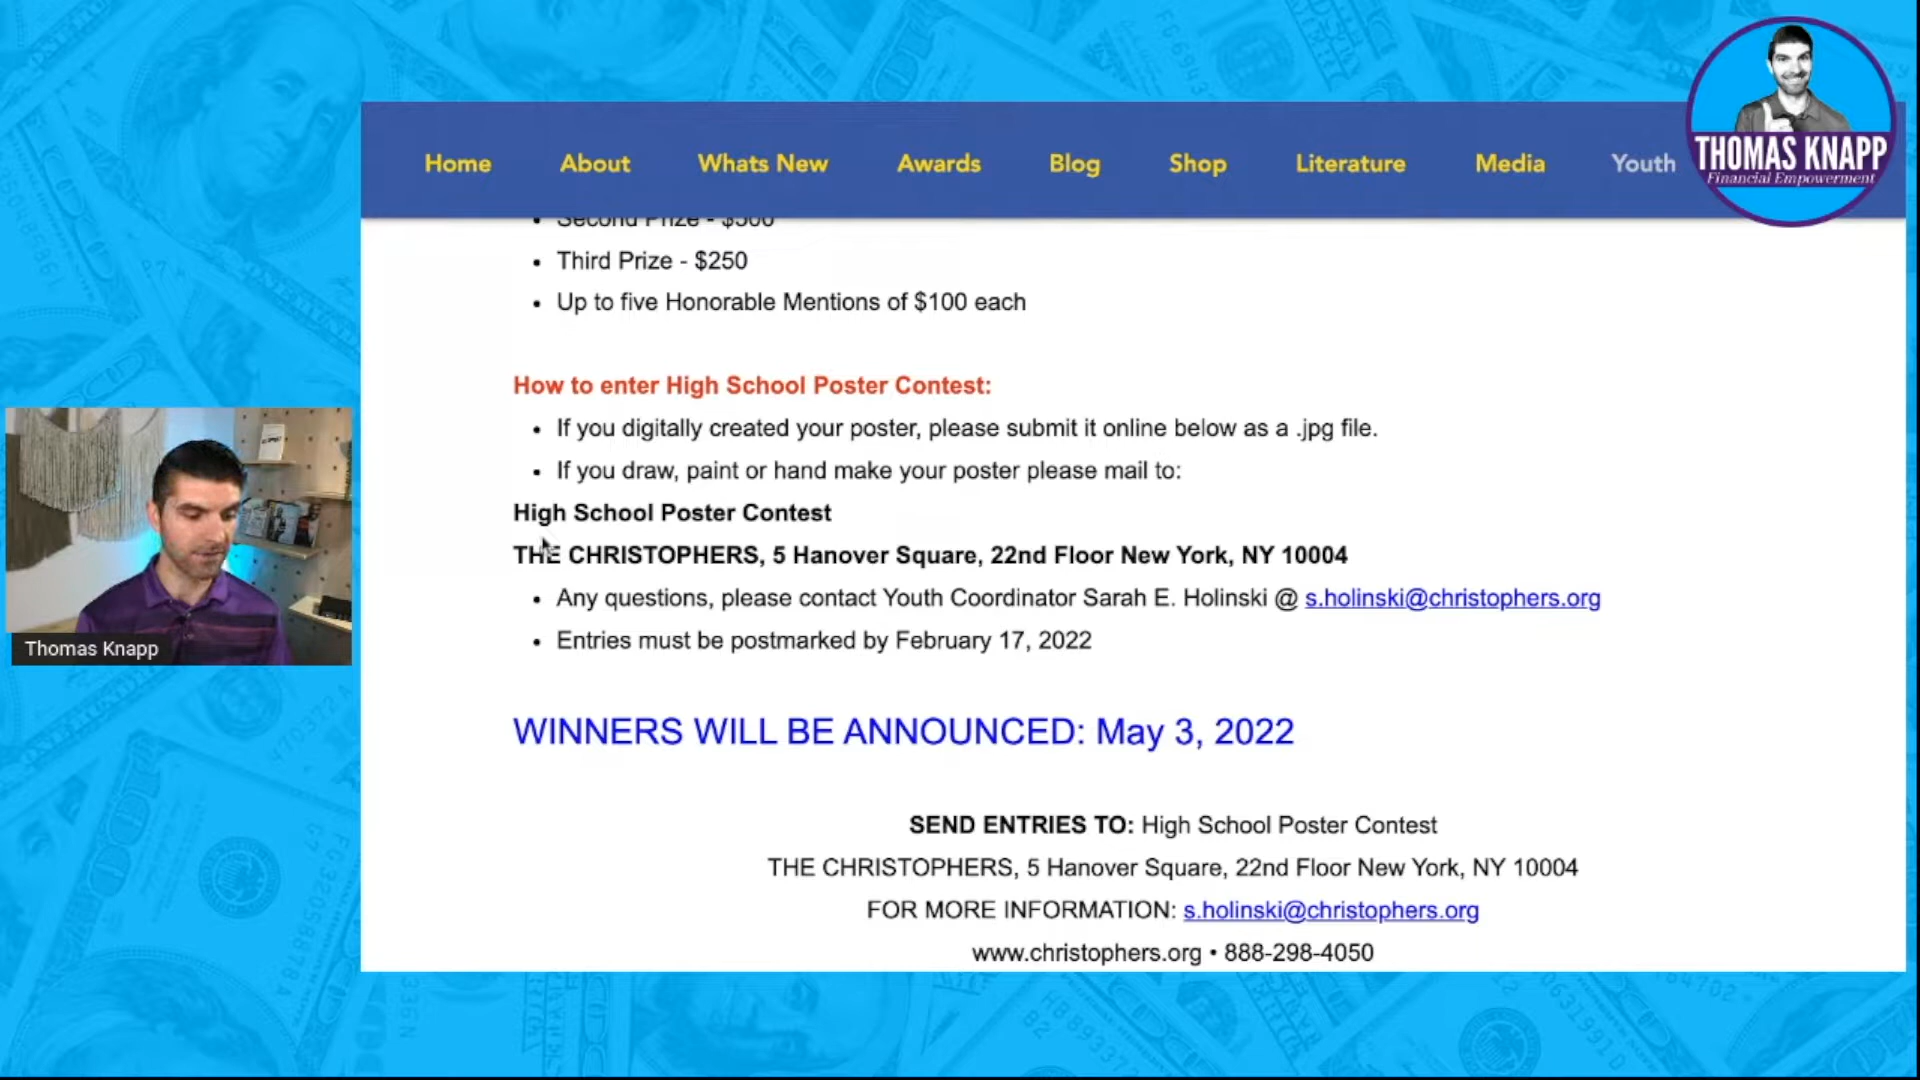 Home About Whats New Awards Blog Shop Literature Media Youth
THOMAS KNAPP
Financial Empowerment
• Second Prize - $500
• Third Prize - $250
• Up to five Honorable Mentions of $100 each
How to enter High School Poster Contest:
• If you digitally created your poster, please submit it online below as a .jpg file.
• If you draw, paint or hand make your poster please mail to:
High School Poster Contest
THE CHRISTOPHERS, 5 Hanover Square, 22nd Floor New York, NY 10004
• Any questions, please contact Youth Coordinator Sarah E. Holinski @ s.holinski@christophers.org
• Entries must be postmarked by February 17, 2022
Thomas Knapp
WINNERS WILL BE ANNOUNCED: May 3, 2022
SEND ENTRIES TO: High School Poster Contest
THE CHRISTOPHERS, 5 Hanover Square, 22nd Floor New York, NY 10004
FOR MORE INFORMATION: s.holinski@christophers.org
www.christophers.org • 888-298-4050